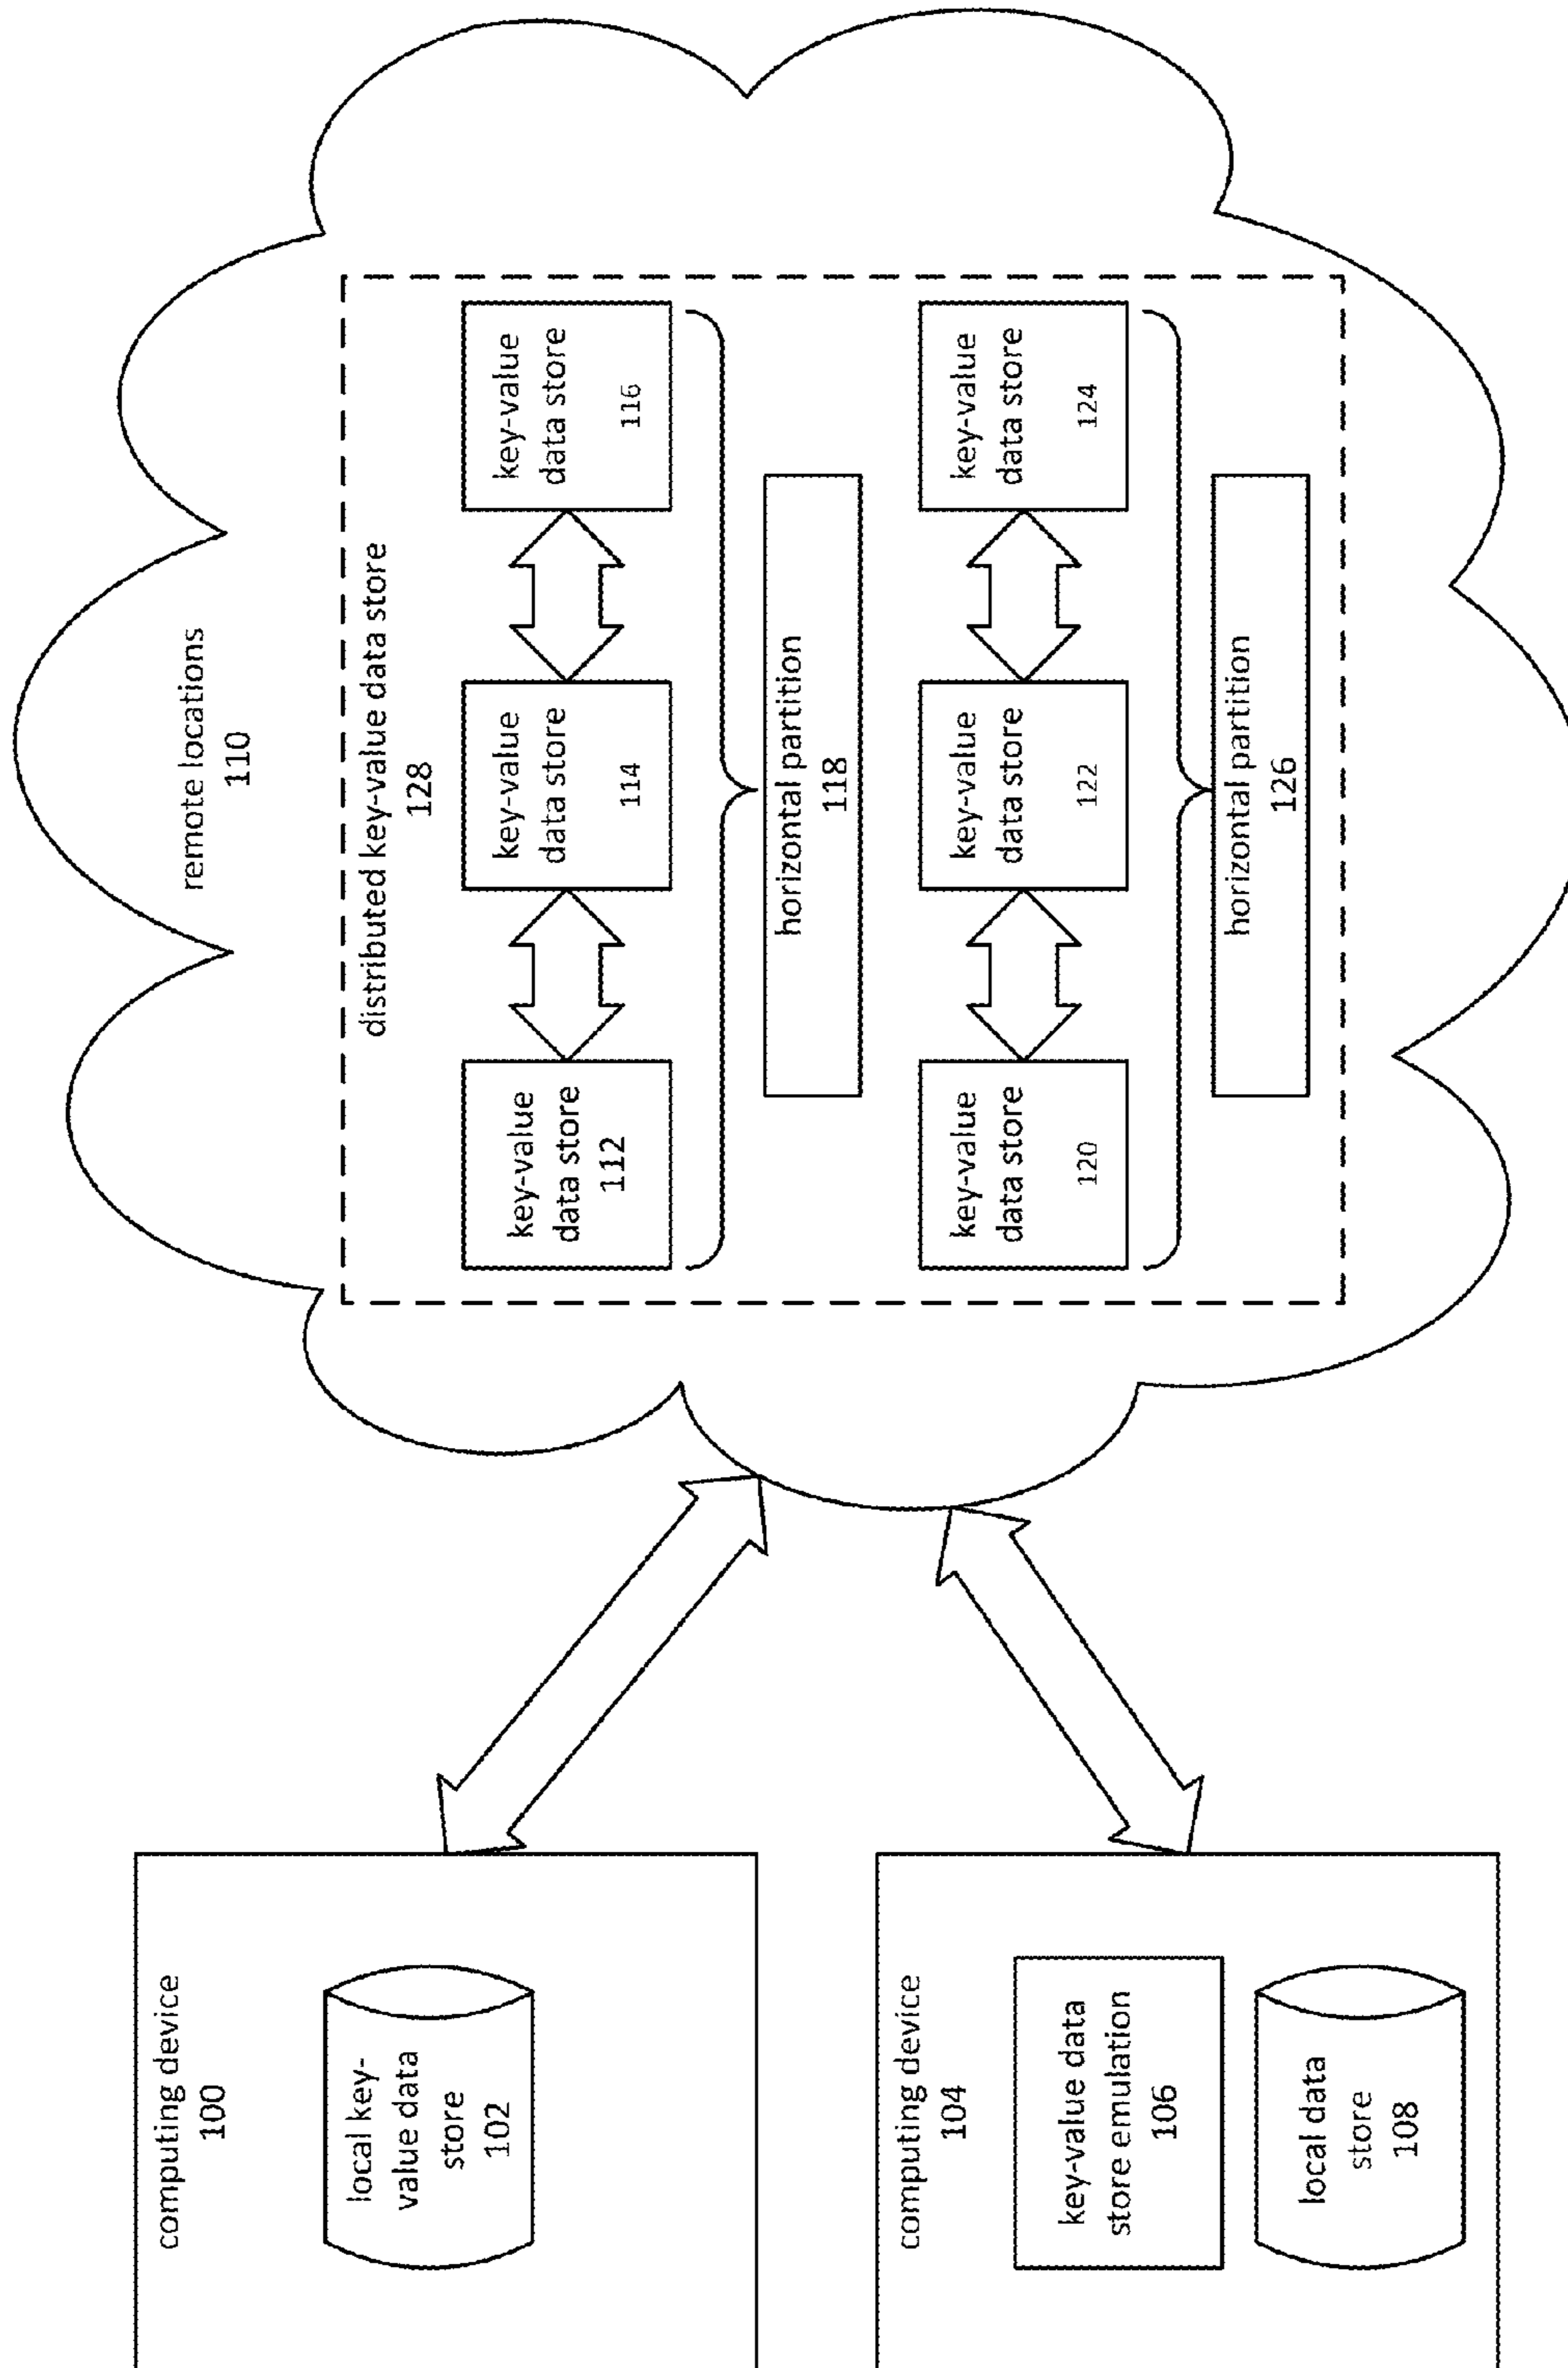 computing device
100
local key-
value data
store
102
computing device
104
key-value data
store emulation
106
local data
store
108
remote locations
110
distributed key-value data store
128
key-value
data store
112
key-value
data store
114
key-value
data store
116
horizontal partition
118
key-value
data store
120
key-value
data store
122
key-value
data store
124
horizontal partition
126